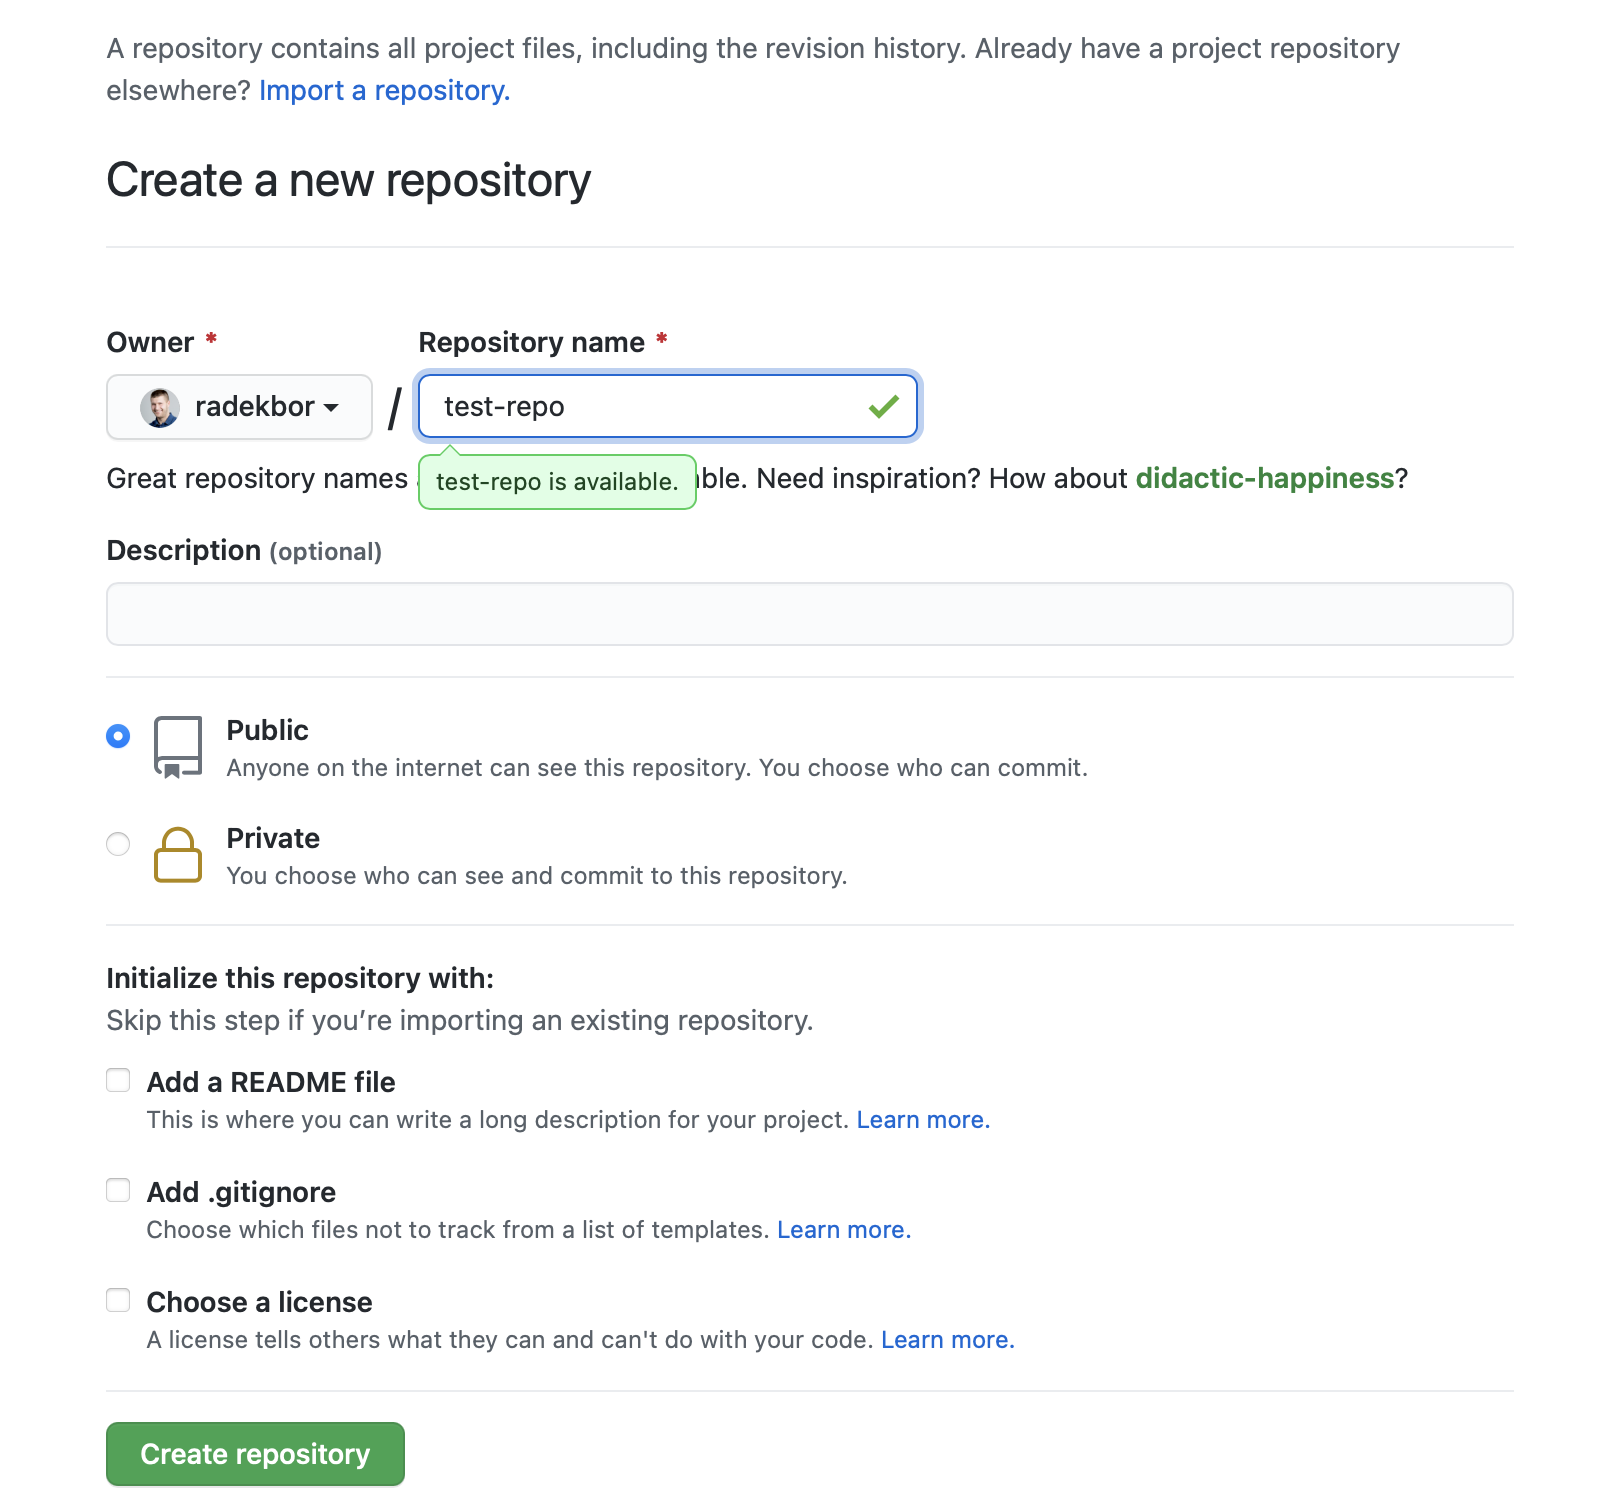 A repository contains all project files, including the revision history. Already have a project repository
elsewhere? Import a repository.
Create a new repository
Owner * Repository name *
radekbor / test-repo
Great repository names test-repo is available. Need inspiration? How about didactic-happiness?
Description (optional)
Public
Anyone on the internet can see this repository. You choose who can commit.
Private
You choose who can see and commit to this repository.
Initialize this repository with:
Skip this step if you’re importing an existing repository.
Add a README file
This is where you can write a long description for your project. Learn more.
Add .gitignore
Choose which files not to track from a list of templates. Learn more.
Choose a license
A license tells others what they can and can't do with your code. Learn more.
Create repository